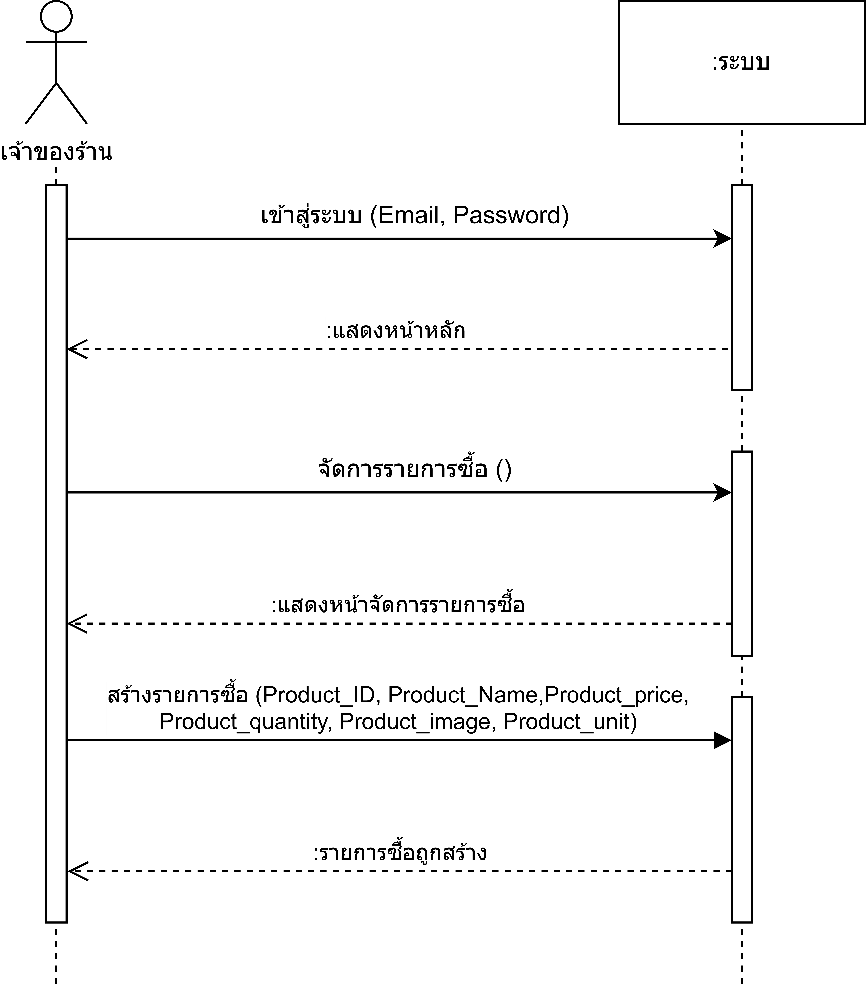 :ระบบ
เจ้าของร้าน
เข้าสู่ระบบ (Email, Password)
:แสดงหน้าหลัก
จัดการรายการซื้อ ()
:แสดงหน้าจัดการรายการซื้อ
สร้างรายการซื้อ (Product_ID, Product_Name,Product_price,
Product_quantity, Product_image, Product_unit)
:รายการซื้อถูกสร้าง